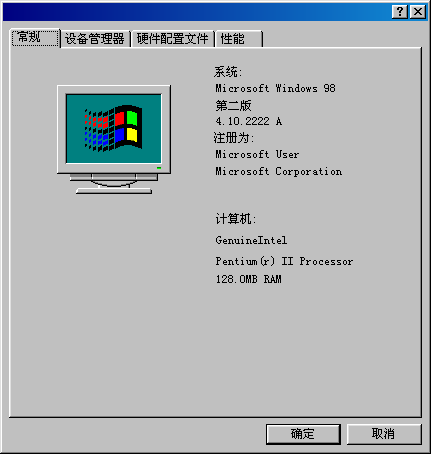 常规 设备管理器 硬件配置文件 性能
系统:
Microsoft Windows 98
第二版
4.10.2222 A
注册为:
Microsoft User
Microsoft Corporation
计算机:
GenuineIntel
Pentium(r) II Processor
128.0MB RAM
确定 取消